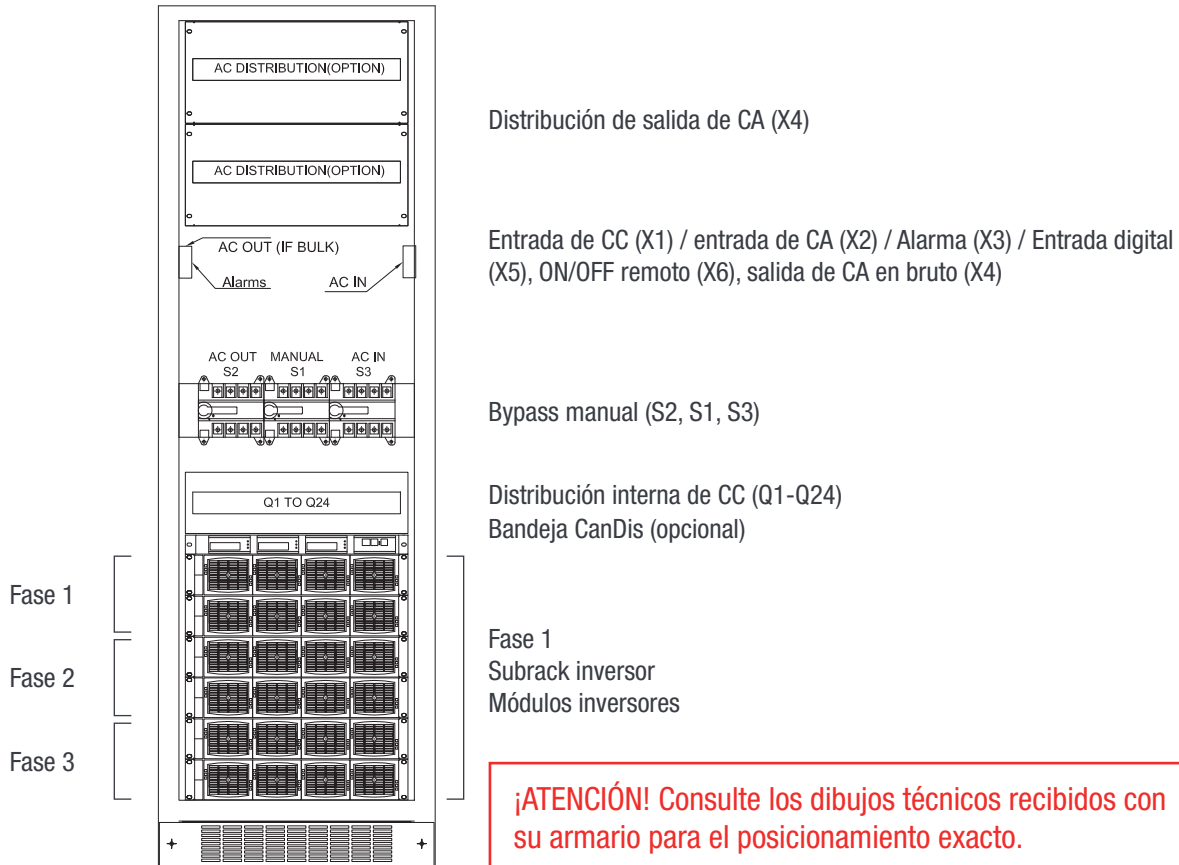 AC DISTRIBUTION(OPTION)
Distribución de salida de CA (X4)
AC DISTRIBUTION(OPTION)
AC OUT (IF BULK)
Alarms
AC IN
Entrada de CC (X1) / entrada de CA (X2) / Alarma (X3) / Entrada digital
(X5), ON/OFF remoto (X6), salida de CA en bruto (X4)
AC OUT
S2
MANUAL
S1
AC IN
S3
Bypass manual (S2, S1, S3)
Q1 TO Q24
Distribución interna de CC (Q1-Q24)
Bandeja CanDis (opcional)
Fase 1
Fase 2
Fase 3
Fase 1
Subrack inversor
Módulos inversores
¡ATENCIÓN! Consulte los dibujos técnicos recibidos con
su armario para el posicionamiento exacto.